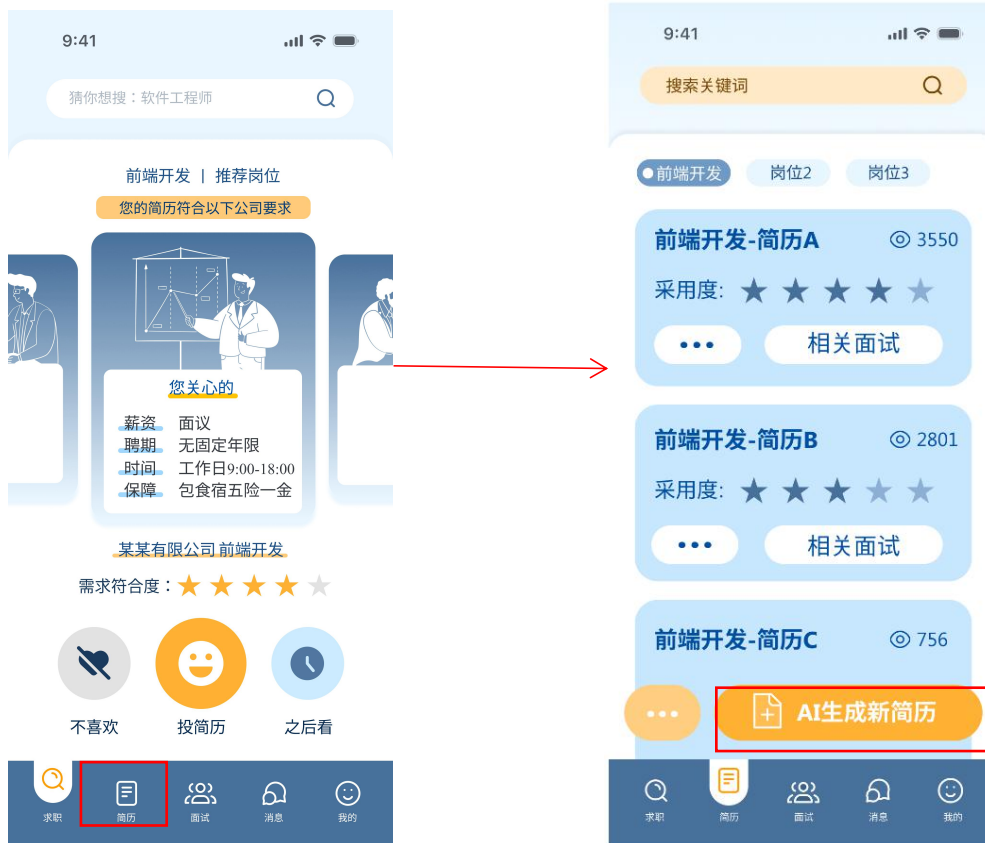 9:41
猜你想搜：软件工程师
前端开发 | 推荐岗位
您的简历符合以下公司要求
您关心的
薪资 面议
聘期 无固定年限
时间 工作日9:00-18:00
保障 包食宿五险一金
某某有限公司 前端开发
需求符合度：
不喜欢 投简历 之后看
求职 简历 面试 消息 我的
9:41
搜索关键词
前端开发 岗位2 岗位3
前端开发-简历A 3550
采用度:
相关面试
前端开发-简历B 2801
采用度:
相关面试
前端开发-简历C 756
AI生成新简历
求职 简历 面试 消息 我的